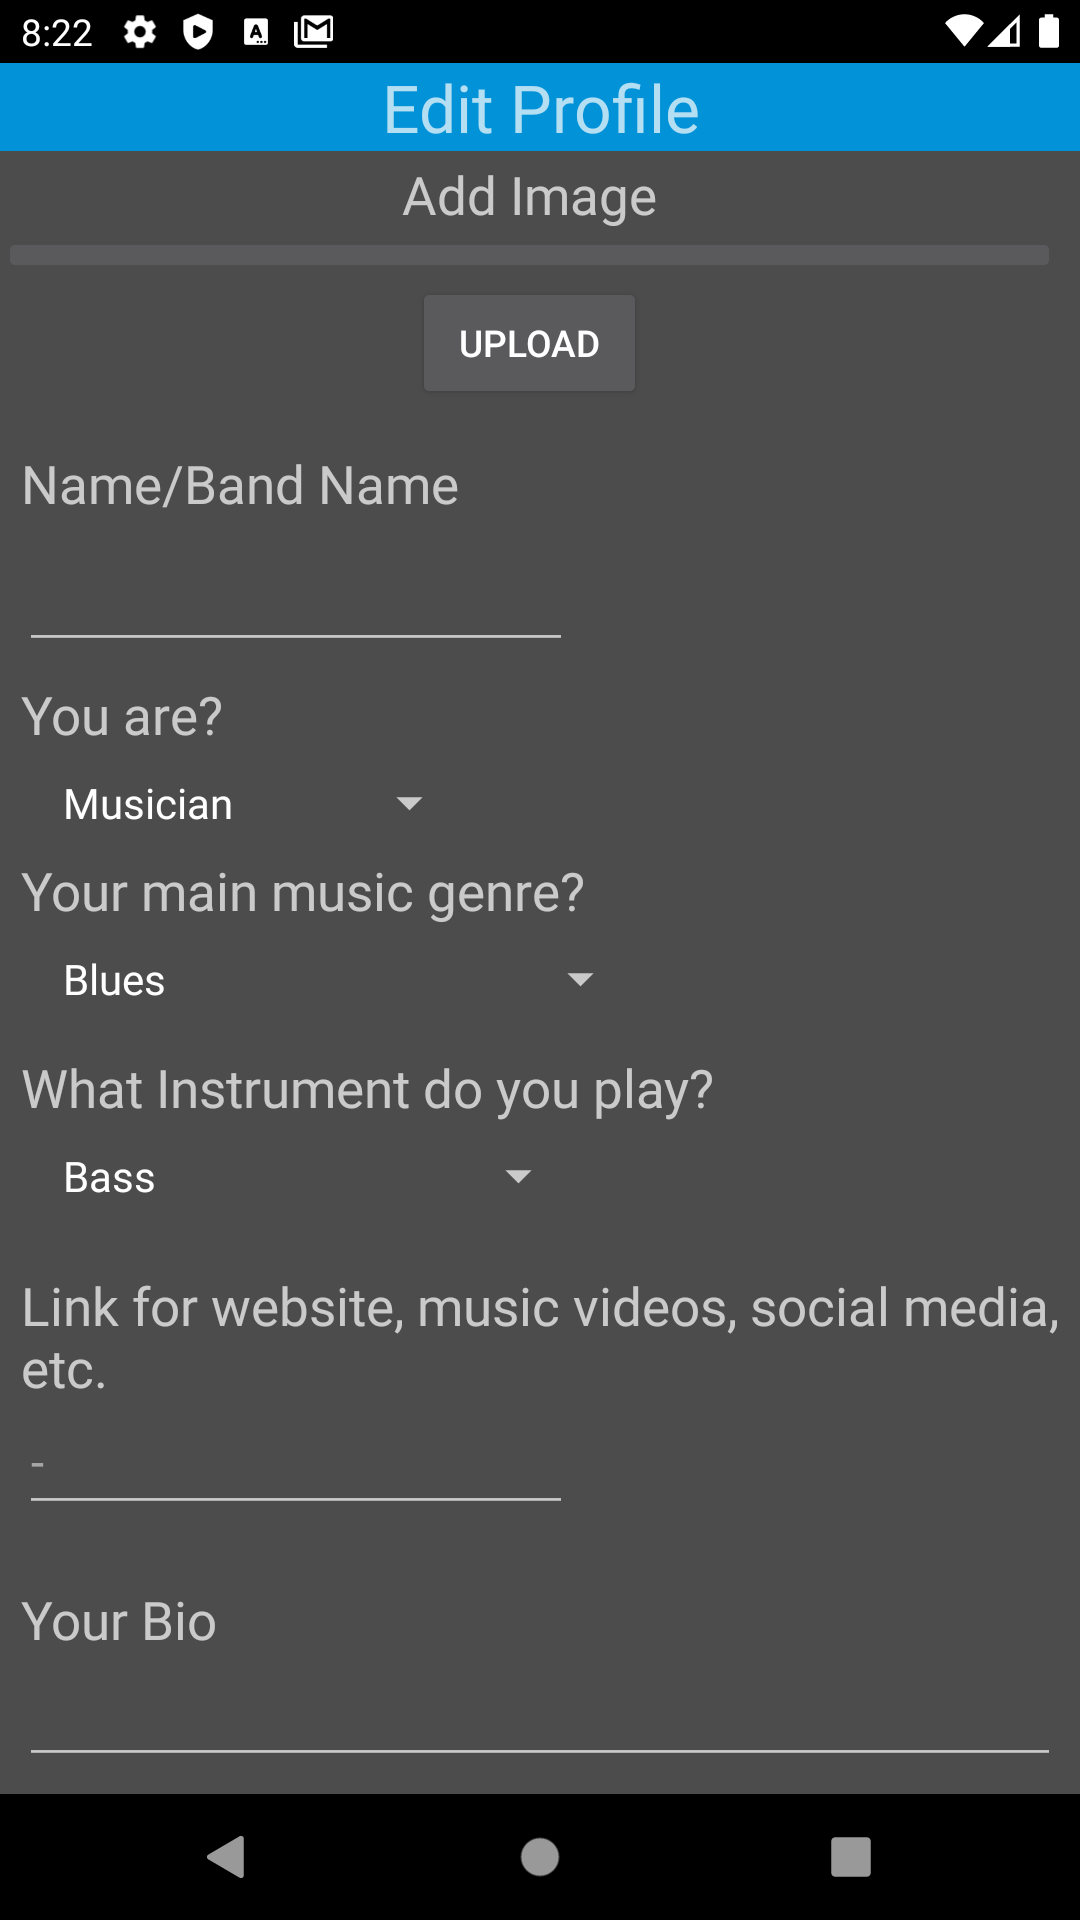 8:22
Edit Profile
Add Image
UPLOAD
Name/Band Name
You are?
Musician
Your main music genre?
Blues
What Instrument do you play?
Bass
Link for website, music videos, social media,
etc.
-
Your Bio